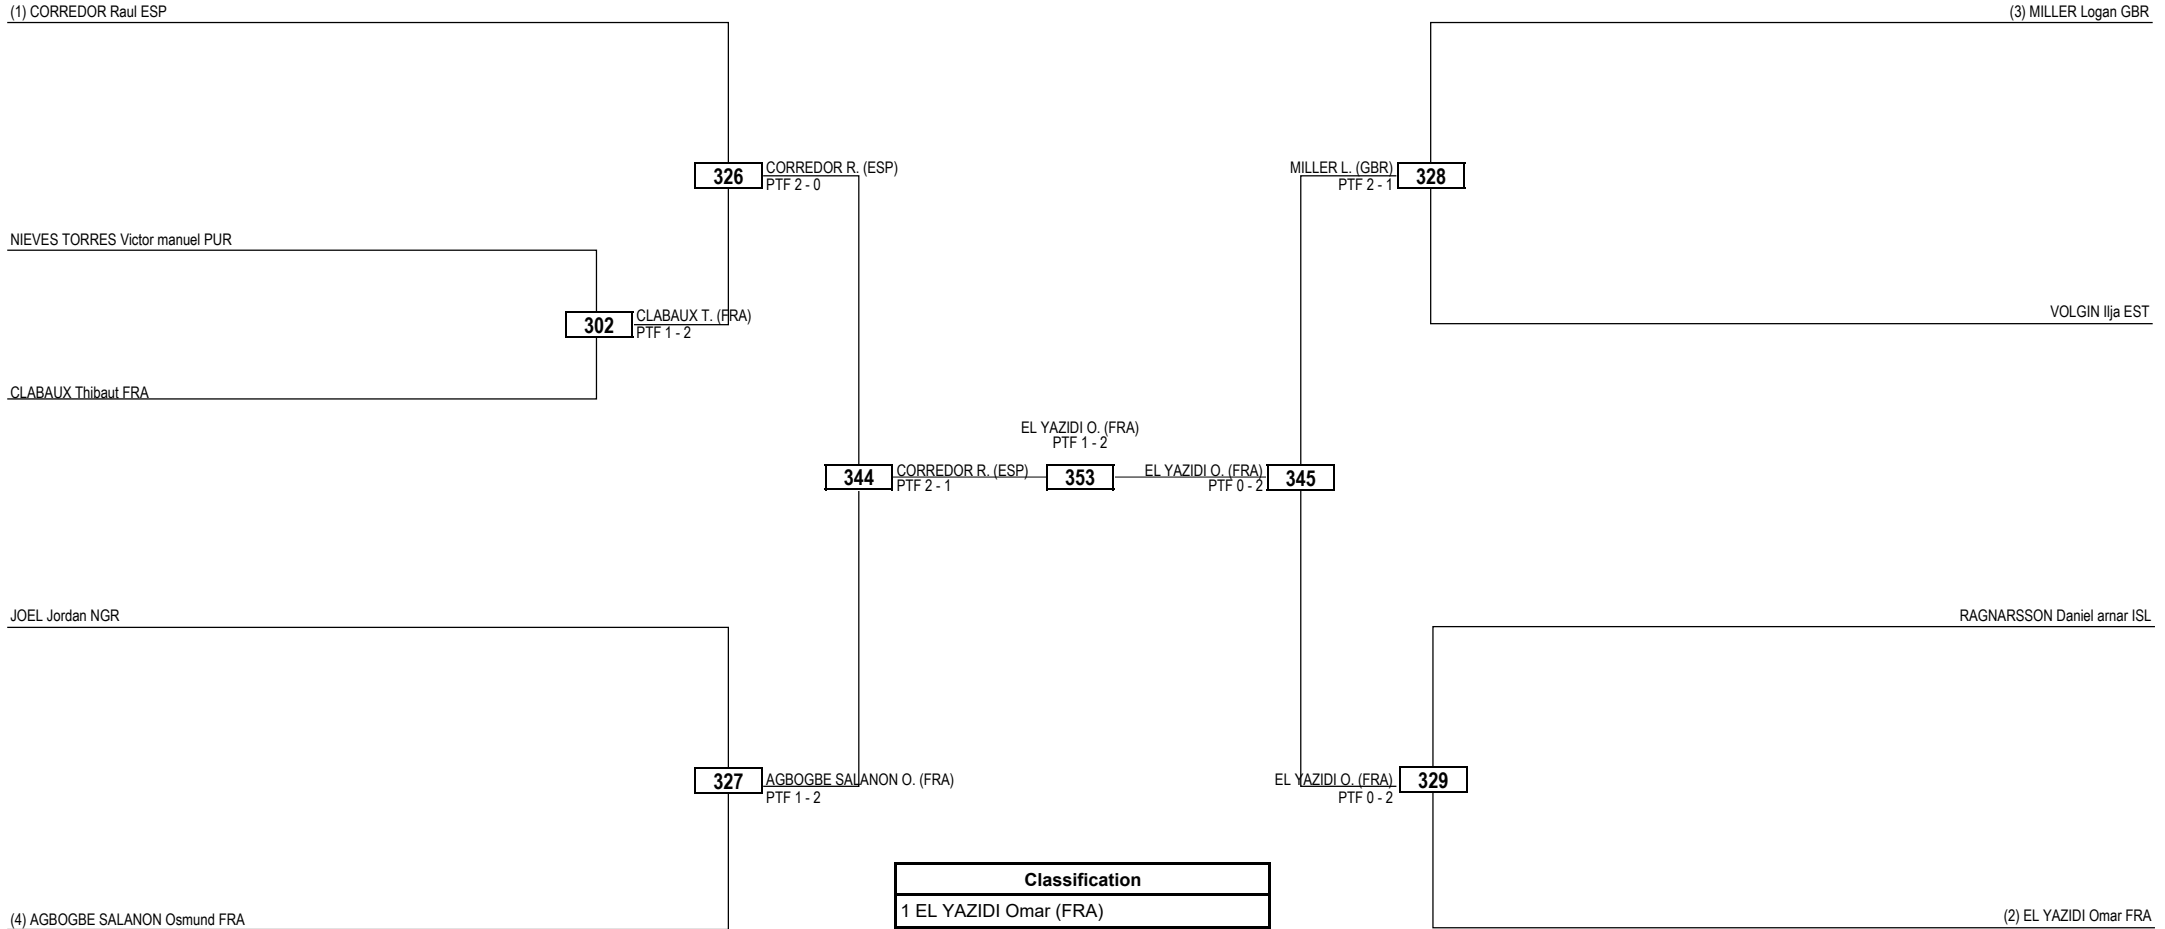 (1) CORREDOR Raul ESP
(3) MILLER Logan GBR
326
CORREDOR R. (ESP)
PTF 2 - 0
MILLER L. (GBR)
PTF 2 - 1
328
NIEVES TORRES Victor manuel PUR
302
CLABAUX T. (FRA)
PTF 1 - 2
VOLGIN Ilja EST
CLABAUX Thibaut FRA
EL YAZIDI O. (FRA)
PTF 1 - 2
344
CORREDOR R. (ESP)
PTF 2 - 1
353
EL YAZIDI O. (FRA)
PTF 0 - 2
345
JOEL Jordan NGR
RAGNARSSON Daniel arnar ISL
327
AGBOGBE SALANON O. (FRA)
PTF 1 - 2
EL YAZIDI O. (FRA)
PTF 0 - 2
329
Classification
1 EL YAZIDI Omar (FRA)
(4) AGBOGBE SALANON Osmund FRA
(2) EL YAZIDI Omar FRA